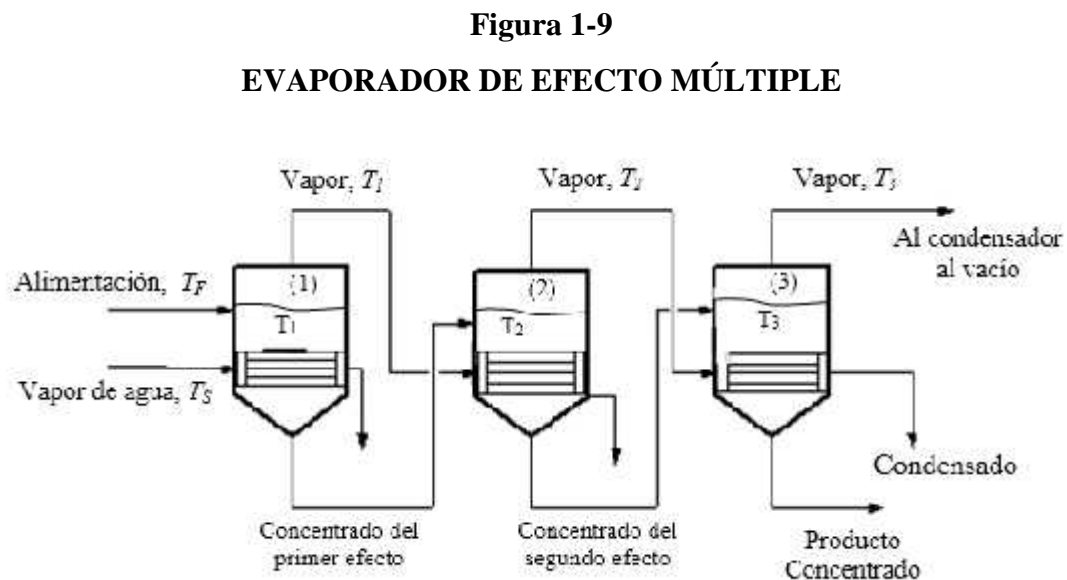 Figura 1-9
EVAPORADOR DE EFECTO MÚLTIPLE
Vapor, T1
Vapor, T2
Vapor, T3
Al condensador
al vacío
Alimentación, TF
(1)
(2)
(3)
T1
T2
T3
Vapor de agua, TS
Condensado
Concentrado del
primer efecto
Concentrado del
segundo efecto
Producto
Concentrado